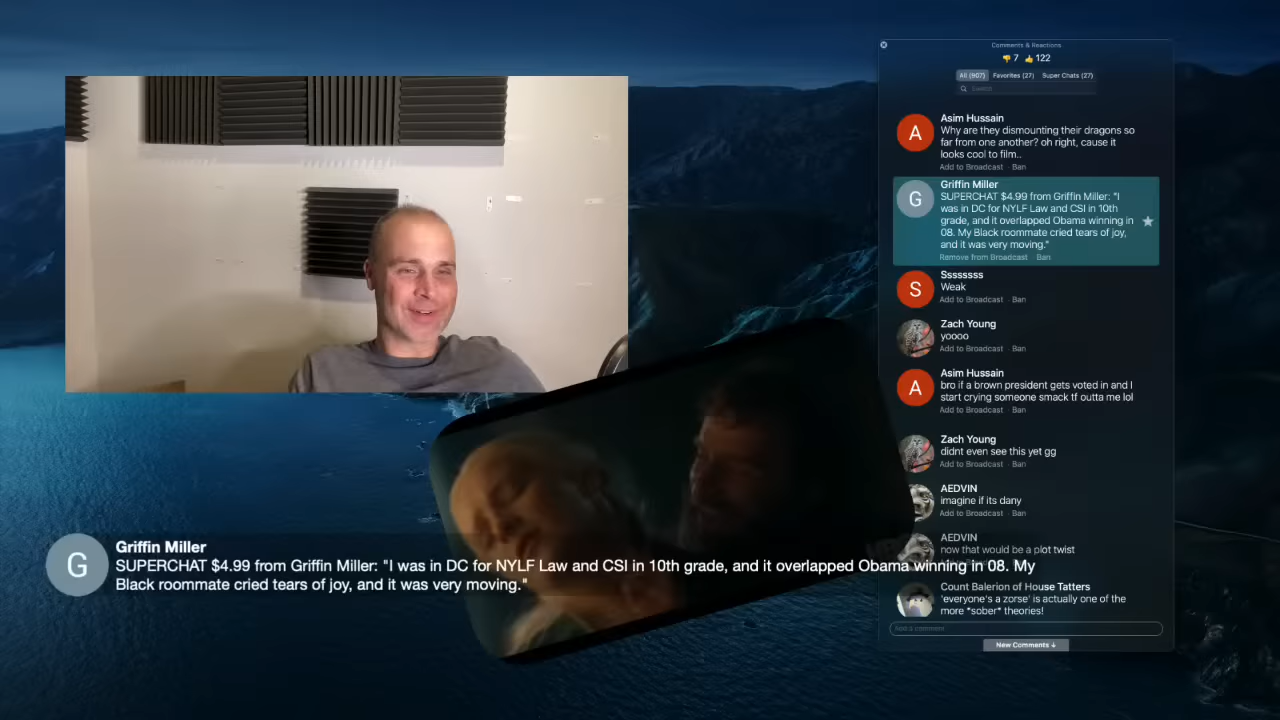 Comments & Reactions
👎 7 👍 122
All (907) Favorites (27) Super Chats (27)
Search
A
Asim Hussain
Why are they dismounting their dragons so
far from one another? oh right, cause it
looks cool to film..
Add to Broadcast · Ban
G
Griffin Miller
SUPERCHAT $4.99 from Griffin Miller: "I
was in DC for NYLF Law and CSI in 10th
grade, and it overlapped Obama winning in
08. My Black roommate cried tears of joy,
and it was very moving."
Remove from Broadcast · Ban
S
Sssssss
Weak
Add to Broadcast · Ban
Zach Young
yoooo
Add to Broadcast · Ban
A
Asim Hussain
bro if a brown president gets voted in and I
start crying someone smack tf outta me lol
Add to Broadcast · Ban
Zach Young
didnt even see this yet gg
Add to Broadcast · Ban
AEDVIN
imagine if its dany
Add to Broadcast · Ban
AEDVIN
now that would be a plot twist
Add to Broadcast · Ban
Count Balerion of House Tatters
'everyone's a zorse' is actually one of the
more *sober* theories!
Add a comment
New Comments ↓
G
Griffin Miller
SUPERCHAT $4.99 from Griffin Miller: "I was in DC for NYLF Law and CSI in 10th grade, and it overlapped Obama winning in 08. My
Black roommate cried tears of joy, and it was very moving."